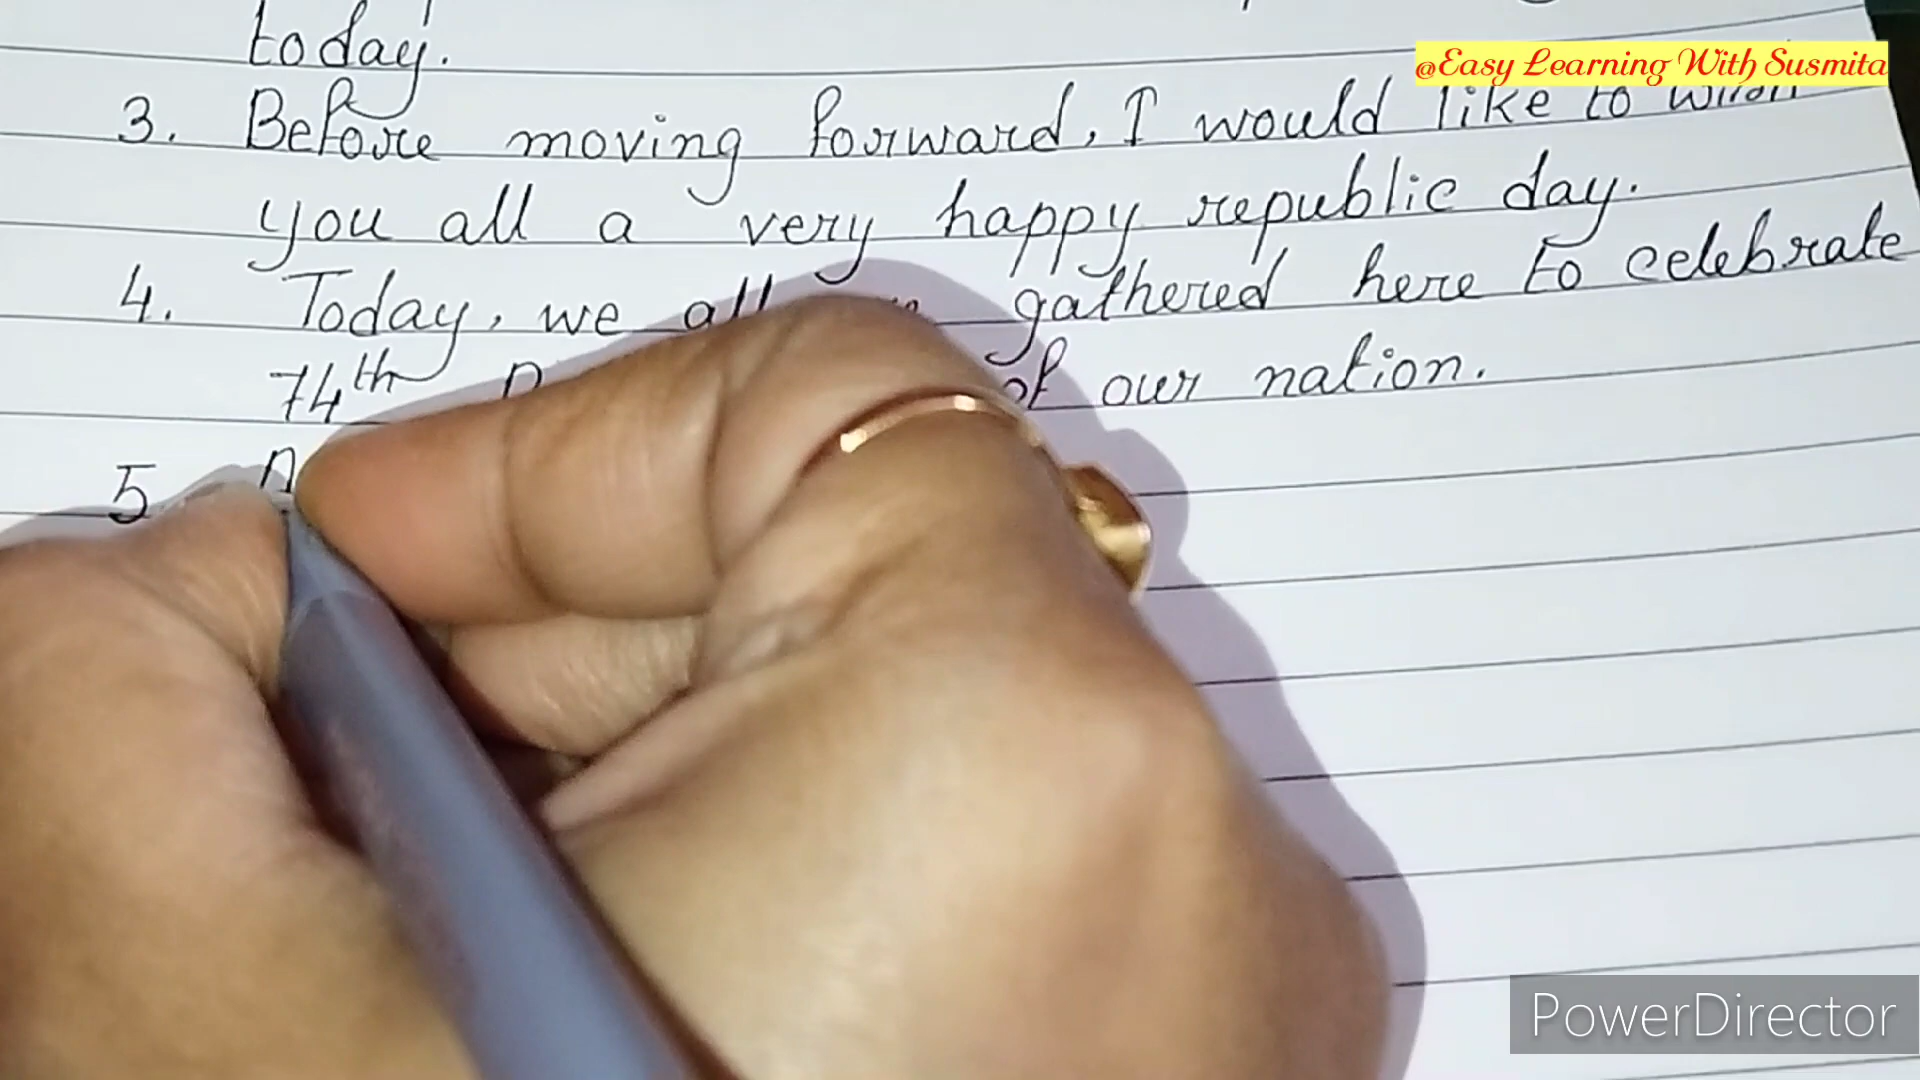 today.
@Easy Learning With Susmita
3. Before moving forward, I would like to wish
you all a very happy republic day.
4. Today, we all gathered here to celebrate
74th of our nation.
5
PowerDirector